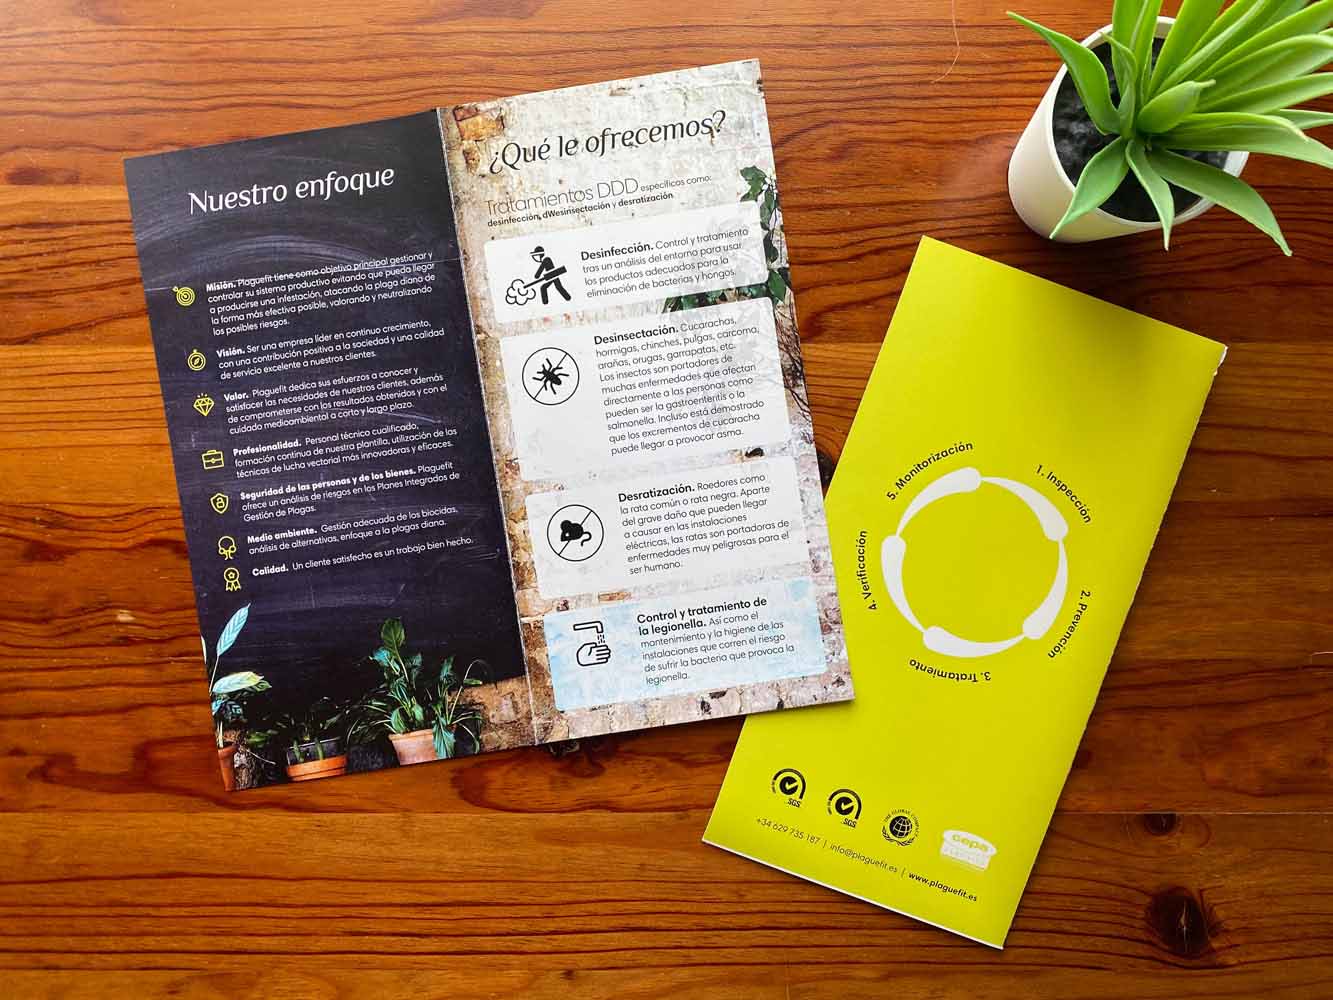 Nuestro enfoque
Misión. Plaguefit tiene como objetivo principal gestionar y
controlar su sistema productivo evitando que pueda llegar
a producirse una infestación, atacando la plaga diana de
la forma más efectiva posible, valorando y neutralizando
los posibles riesgos.
Visión. Ser una empresa líder en continuo crecimiento,
con una contribución positiva a la sociedad y una calidad
de servicio excelente a nuestros clientes.
Valor. Plaguefit dedica sus esfuerzos a conocer y
satisfacer las necesidades de nuestros clientes, además
de comprometerse con los resultados obtenidos y con el
cuidado medioambiental a corto y largo plazo.
Profesionalidad. Personal técnico cualificado,
formación continua de nuestra plantilla, utilización de las
técnicas de lucha vectorial más innovadoras y eficaces.
Seguridad de las personas y de los bienes. Plaguefit
ofrece un análisis de riesgos en los Planes Integrados de
Gestión de Plagas.
Medio ambiente. Gestión adecuada de los biocidas,
análisis de alternativas, enfoque a la plagas diana.
Calidad. Un cliente satisfecho es un trabajo bien hecho.
¿Qué le ofrecemos?
Tratamientos DDD específicos como:
desinfección, dWesinsectación y desratización.
Desinfección. Control y tratamiento
tras un análisis del entorno para usar
los productos adecuados para la
eliminación de bacterias y hongos.
Desinsectación. Cucarachas,
hormigas, chinches, pulgas, carcoma,
arañas, orugas, garrapatas, etc.
Los insectos son portadores de
muchas enfermedades que afectan
directamente a las personas como
pueden ser la gastroenteritis o la
salmonella. Incluso está demostrado
que los excrementos de cucaracha
puede llegar a provocar asma.
Desratización. Roedores como
la rata común o rata negra. Aparte
del grave daño que pueden llegar
a causar en las instalaciones
eléctricas, las ratas son portadoras de
enfermedades muy peligrosas para el
ser humano.
Control y tratamiento de
la legionella. Así como el
mantenimiento y la higiene de las
instalaciones que corren el riesgo
de sufrir la bacteria que provoca la
legionella.
1. Inspección
2. Prevención
3. Tratamiento
4. Verificación
5. Monitorización
SGS
SGS
THE GLOBAL COMPACT
cepa
+34 629 735 187 | info@plaguefit.es | www.plaguefit.es